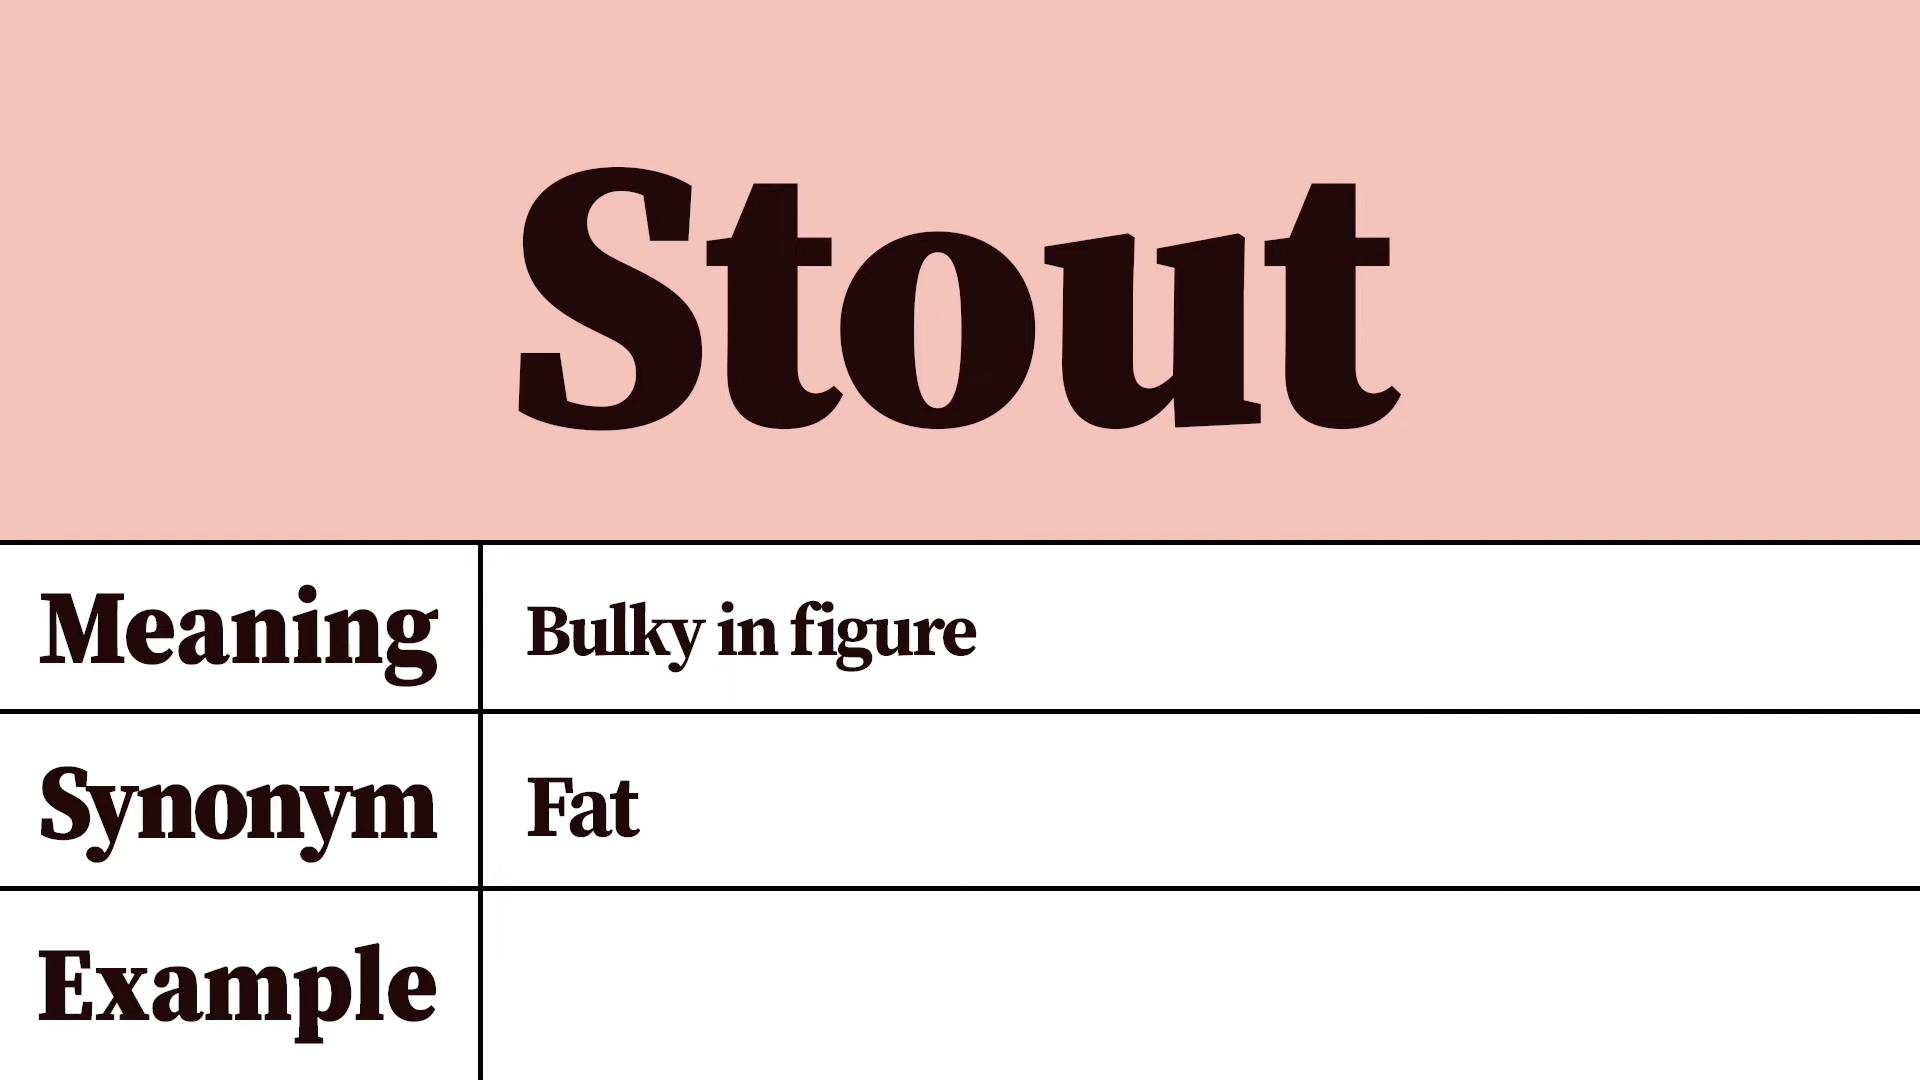 Stout
Meaning
Bulky in figure
Synonym
Fat
Example